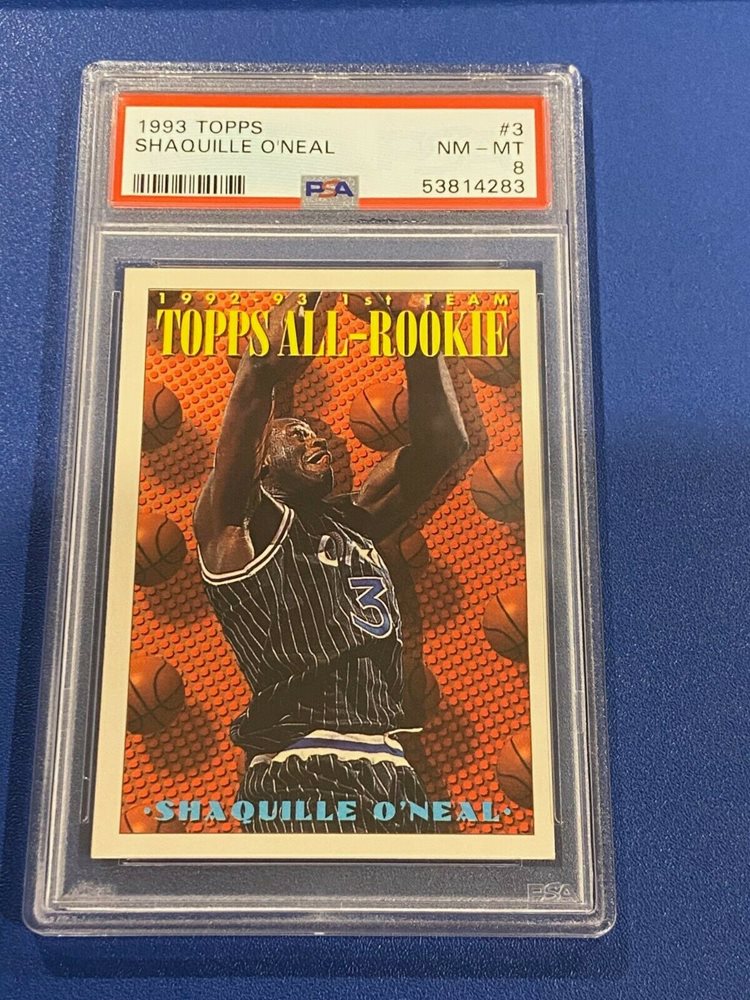 1993 TOPPS #3
SHAQUILLE O'NEAL NM – MT
8
PSA 53814283
1992-93 1st TEAM
TOPPS ALL-ROOKIE
3
·SHAQUILLE O'NEAL·
PSA